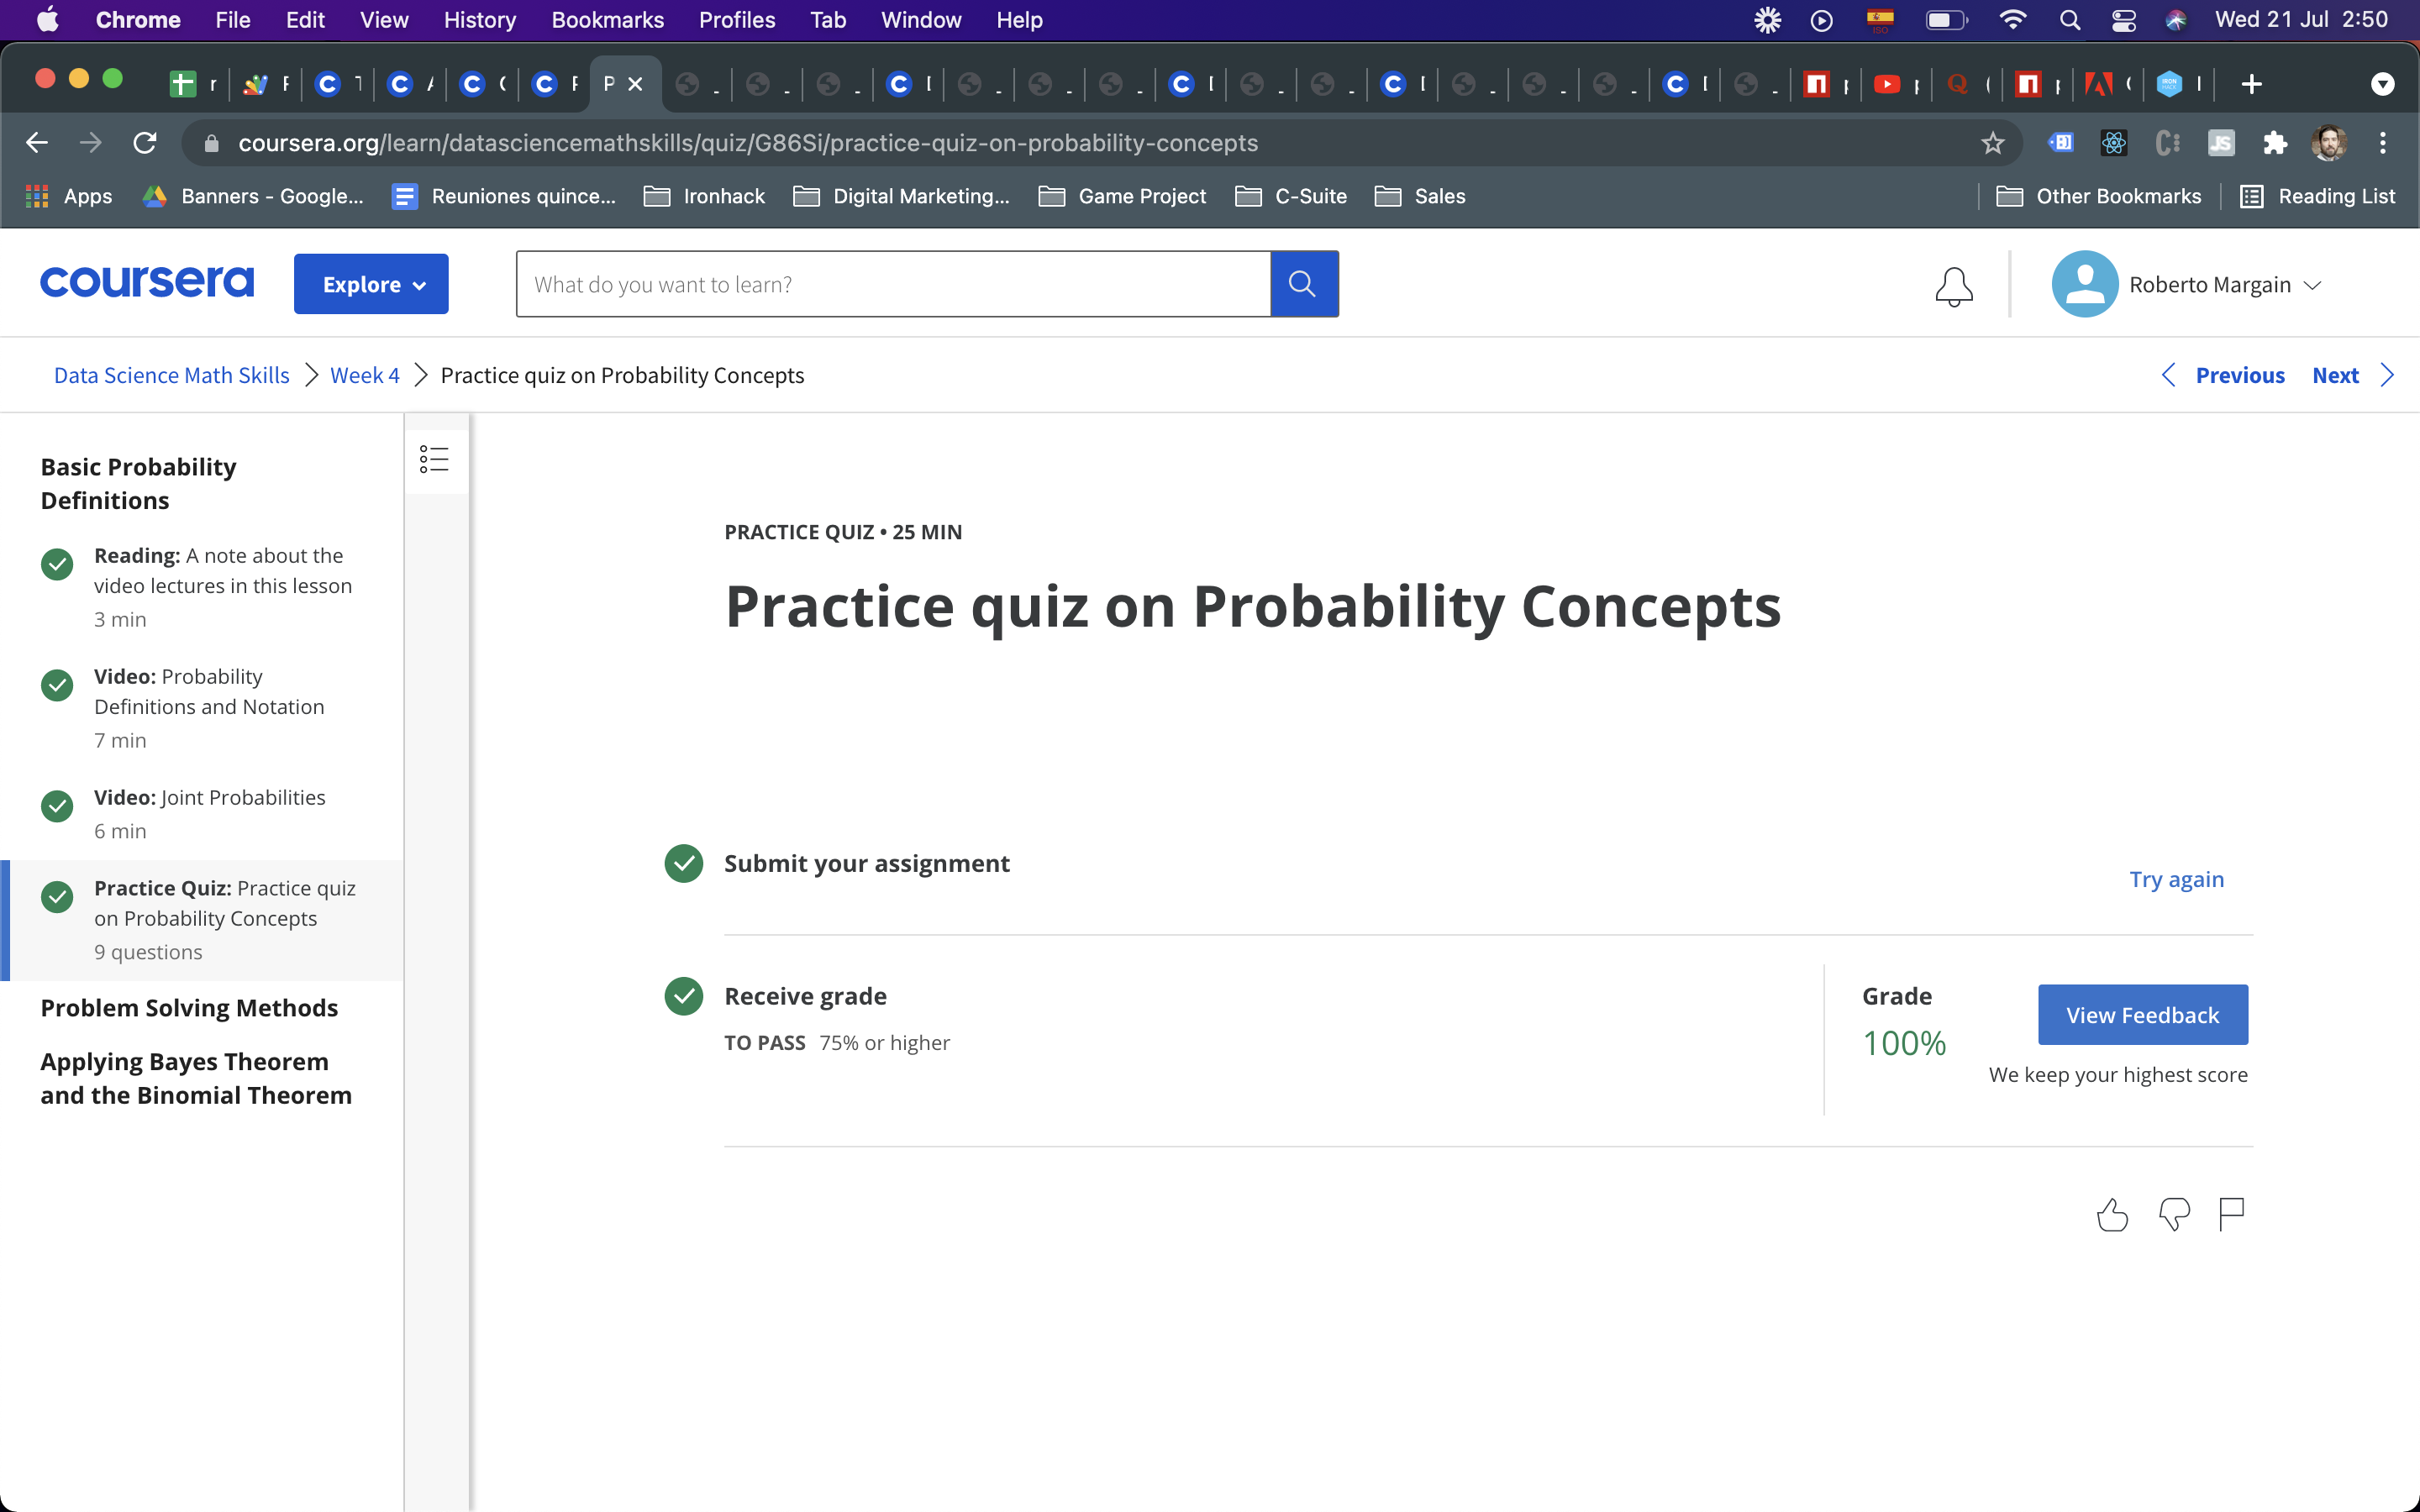 Chrome File Edit View History Bookmarks Profiles Tab Window Help Wed 21 Jul 2:50
coursera.org/learn/datasciencemathskills/quiz/G86Si/practice-quiz-on-probability-concepts
Apps Banners - Google... Reuniones quince... Ironhack Digital Marketing... Game Project C-Suite Sales Other Bookmarks Reading List
coursera Explore What do you want to learn? Roberto Margain
Data Science Math Skills Week 4 Practice quiz on Probability Concepts Previous Next
Basic Probability
Definitions
Reading: A note about the
video lectures in this lesson
3 min
Video: Probability
Definitions and Notation
7 min
Video: Joint Probabilities
6 min
Practice Quiz: Practice quiz
on Probability Concepts
9 questions
Problem Solving Methods
Applying Bayes Theorem
and the Binomial Theorem
PRACTICE QUIZ • 25 MIN
Practice quiz on Probability Concepts
Submit your assignment
Try again
Receive grade
TO PASS 75% or higher
Grade
100%
View Feedback
We keep your highest score